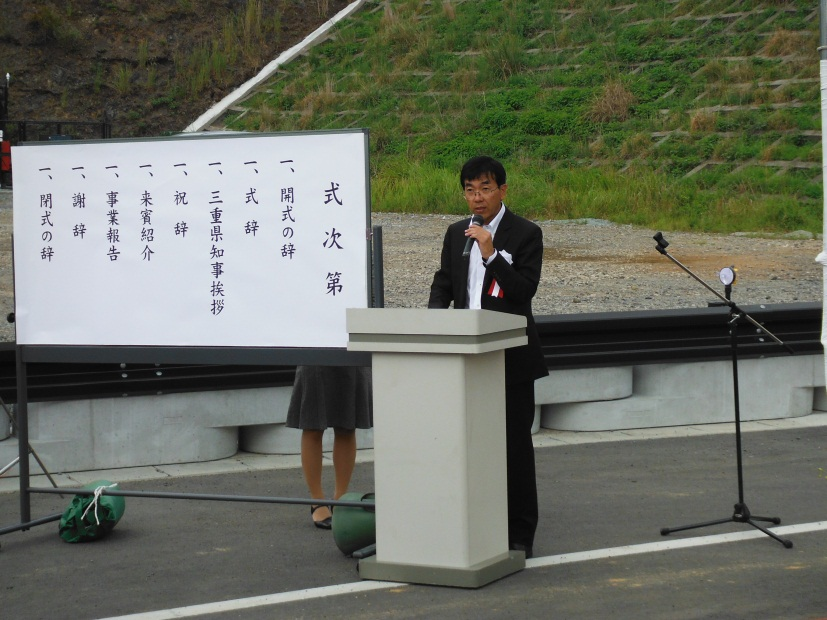 式次第
一、開式の辞
一、式辞
一、三重県知事挨拶
一、祝辞
一、来賓紹介
一、事業報告
一、謝辞
一、閉式の辞